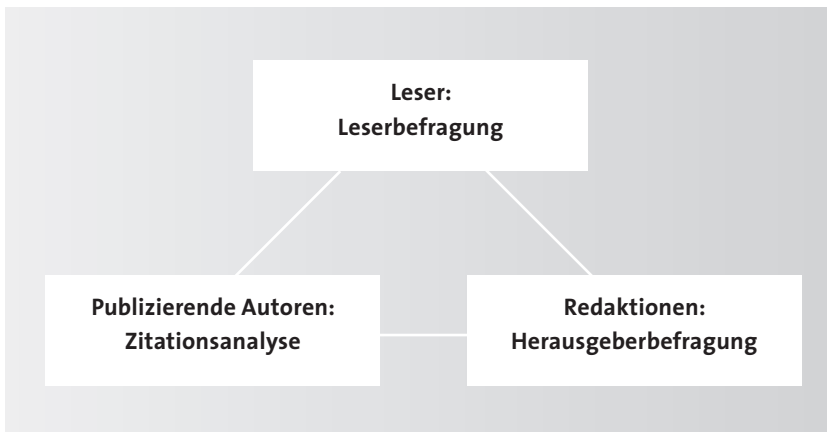 Leser:
Leserbefragung
Publizierende Autoren:
Zitationsanalyse
Redaktionen:
Herausgeberbefragung